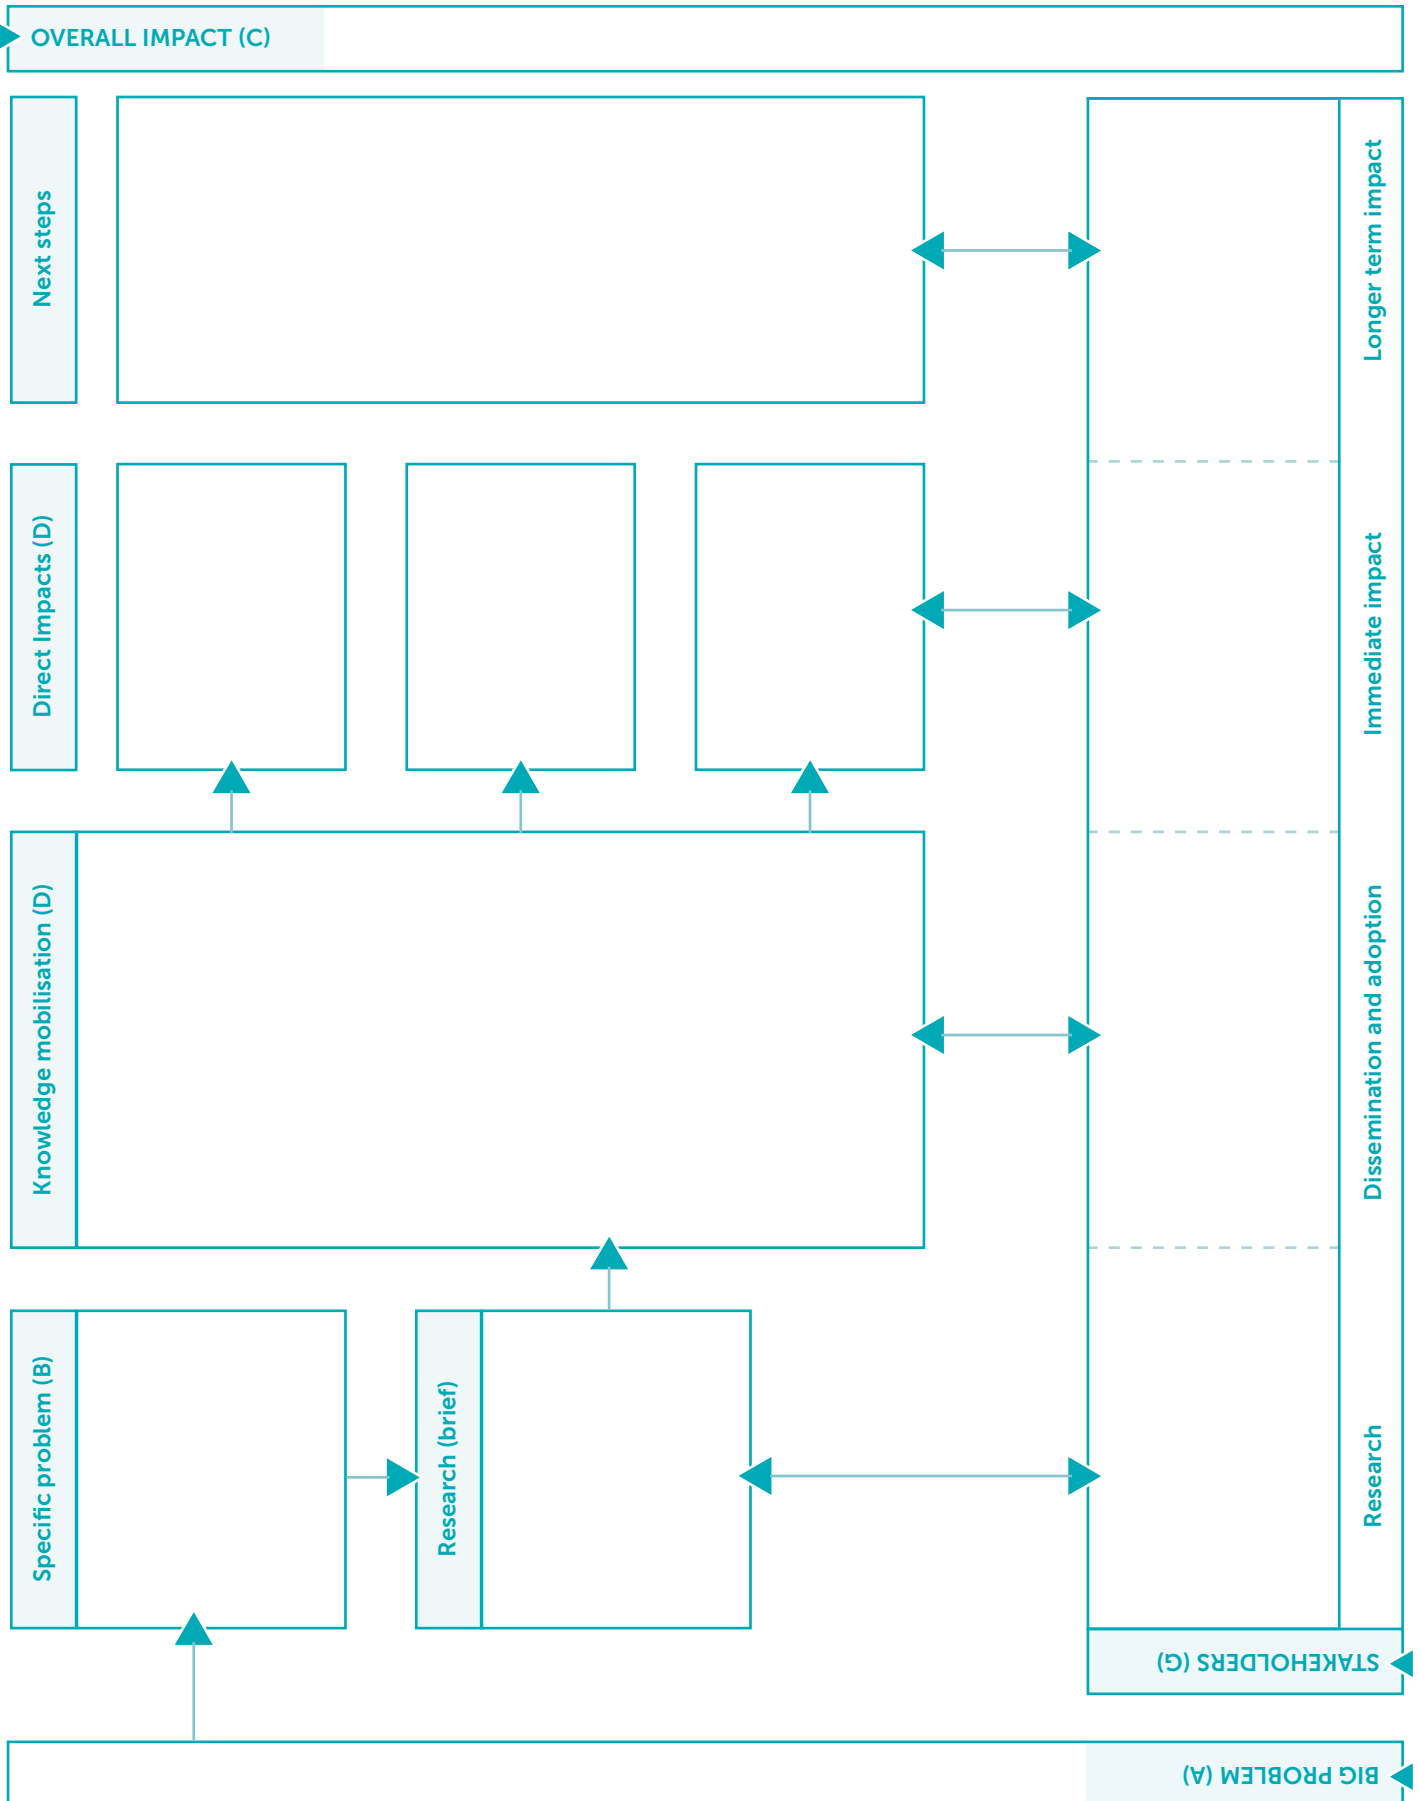 OVERALL IMPACT (C)
Next steps
Longer term impact
Direct Impacts (D)
Immediate impact
Knowledge mobilisation (D)
Dissemination and adoption
Specific problem (B)
Research (brief)
Research
STAKEHOLDERS (G)
BIG PROBLEM (A)